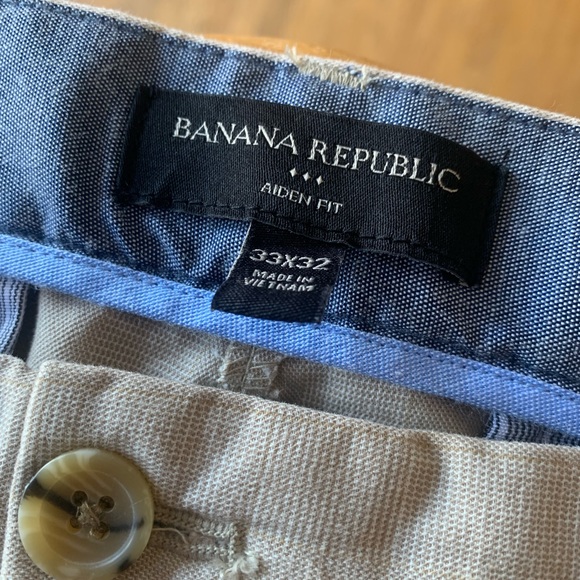 BANANA REPUBLIC
AIDEN FIT
33X32
MADE IN
VIETNAM